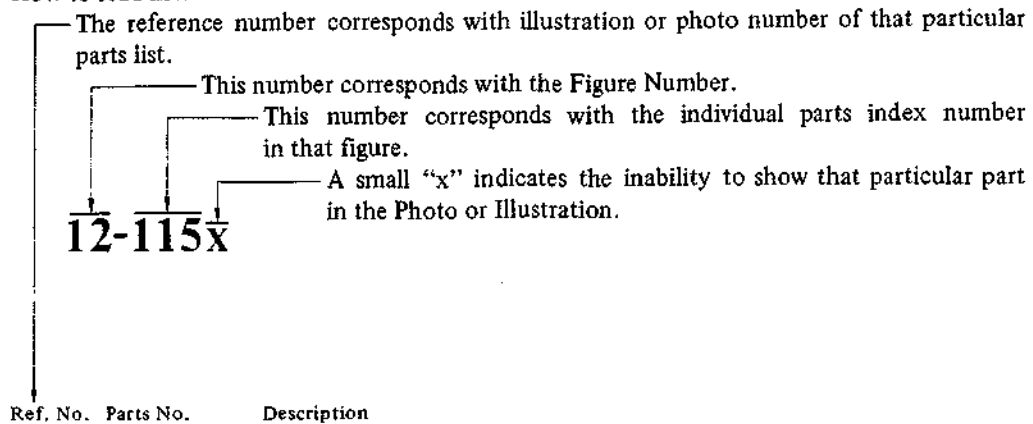 The reference number corresponds with illustration or photo number of that particular
parts list.
This number corresponds with the Figure Number.
This number corresponds with the individual parts index number
in that figure.
A small “x” indicates the inability to show that particular part
in the Photo or Illustration.
12-115x
Ref. No. Parts No. Description